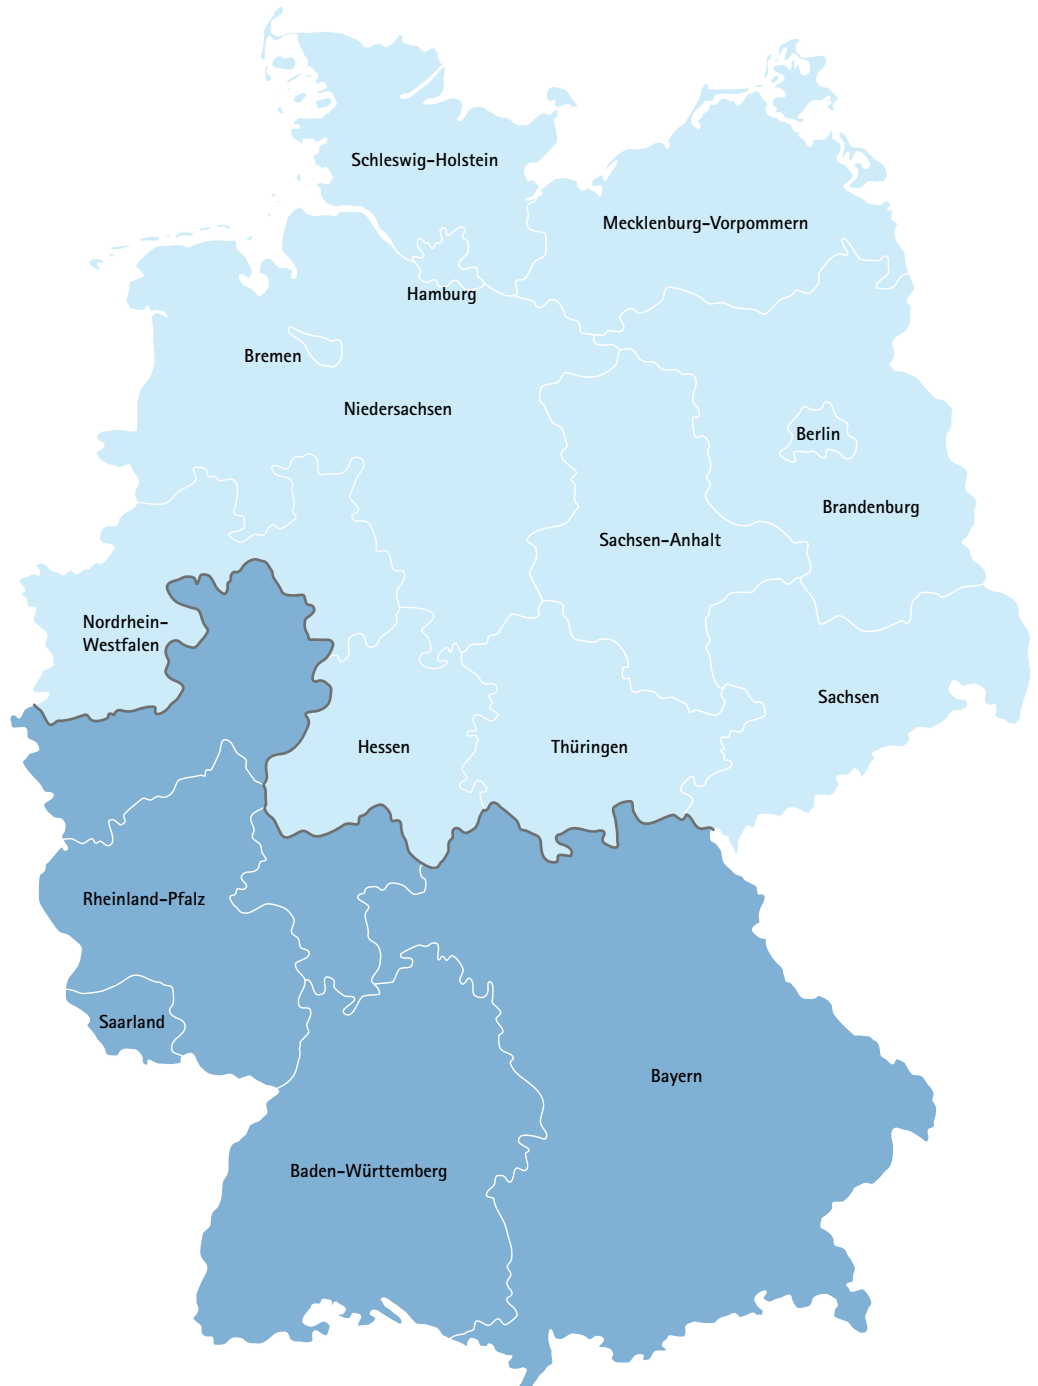 Schleswig-Holstein
Mecklenburg-Vorpommern
Hamburg
Bremen
Niedersachsen
Berlin
Brandenburg
Sachsen-Anhalt
Nordrhein-
Westfalen
Sachsen
Hessen
Thüringen
Rheinland-Pfalz
Saarland
Bayern
Baden-Württemberg